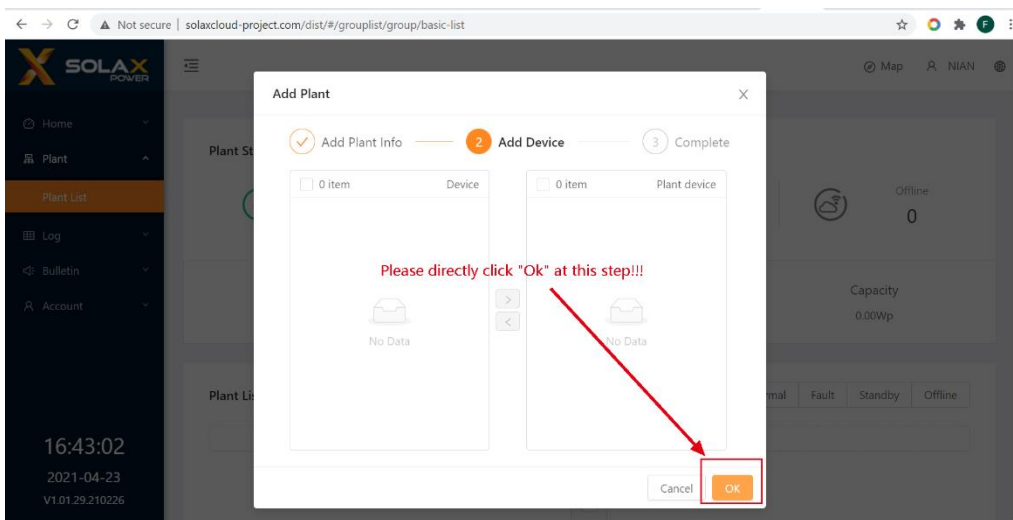 Not secure | solaxcloud-project.com/dist/#/grouplist/group/basic-list
F
SOLAX
POWER
Map NIAN
Home
Plant
Plant List
Log
Bulletin
Account
16:43:02
2021-04-23
V1.01.29.210226
Plant St
Offline
0
Capacity
0.00Wp
Plant Lis
rmal Fault Standby Offline
Add Plant
Add Plant Info 2 Add Device 3 Complete
0 item Device 0 item Plant device
Please directly click "Ok" at this step!!!
> 
<
No Data No Data
Cancel OK